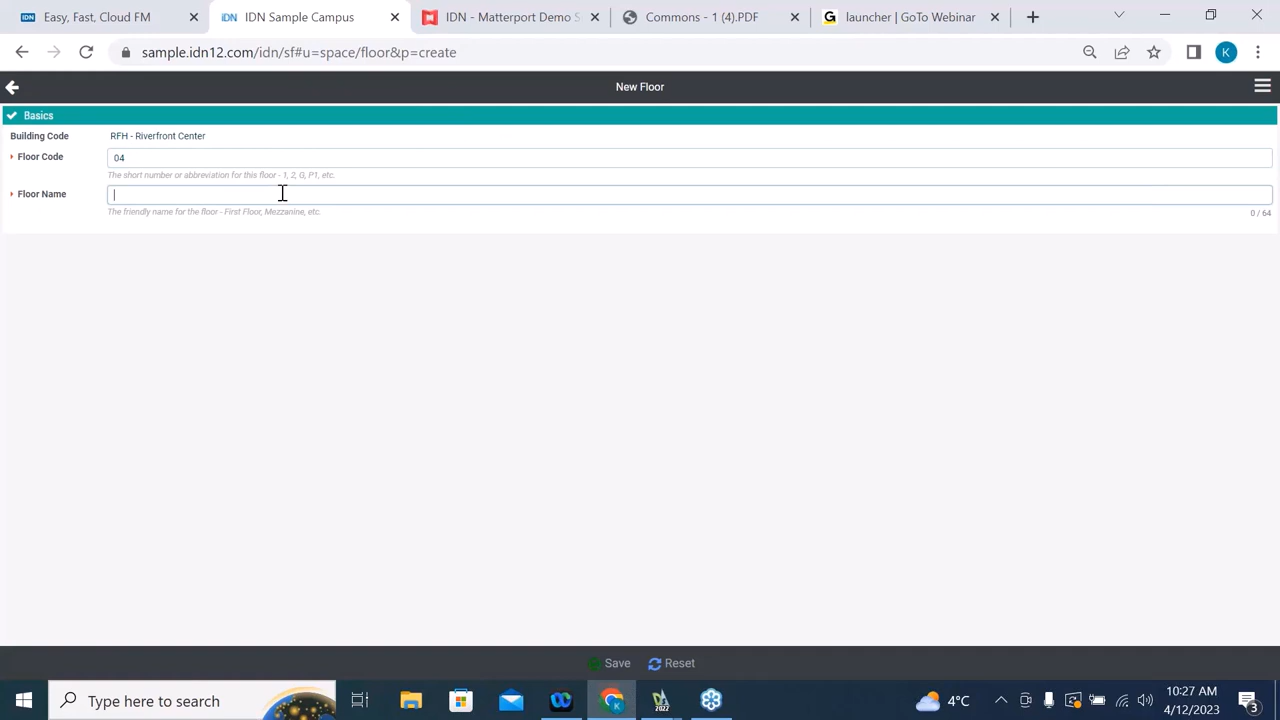 Easy, Fast, Cloud FM
IDN
IDN Sample Campus
IDN - Matterport Demo S
Commons - 1 (4).PDF
G launcher | GoTo Webinar
sample.idn12.com/idn/sf#u=space/floor&p=create
K
New Floor
Basics
Building Code RFH - Riverfront Center
Floor Code 04
The short number or abbreviation for this floor - 1, 2, G, P1, etc.
Floor Name
The friendly name for the floor - First Floor, Mezzanine, etc. 0 / 64
Save Reset
Type here to search
2022
4°C
10:27 AM
4/12/2023
3